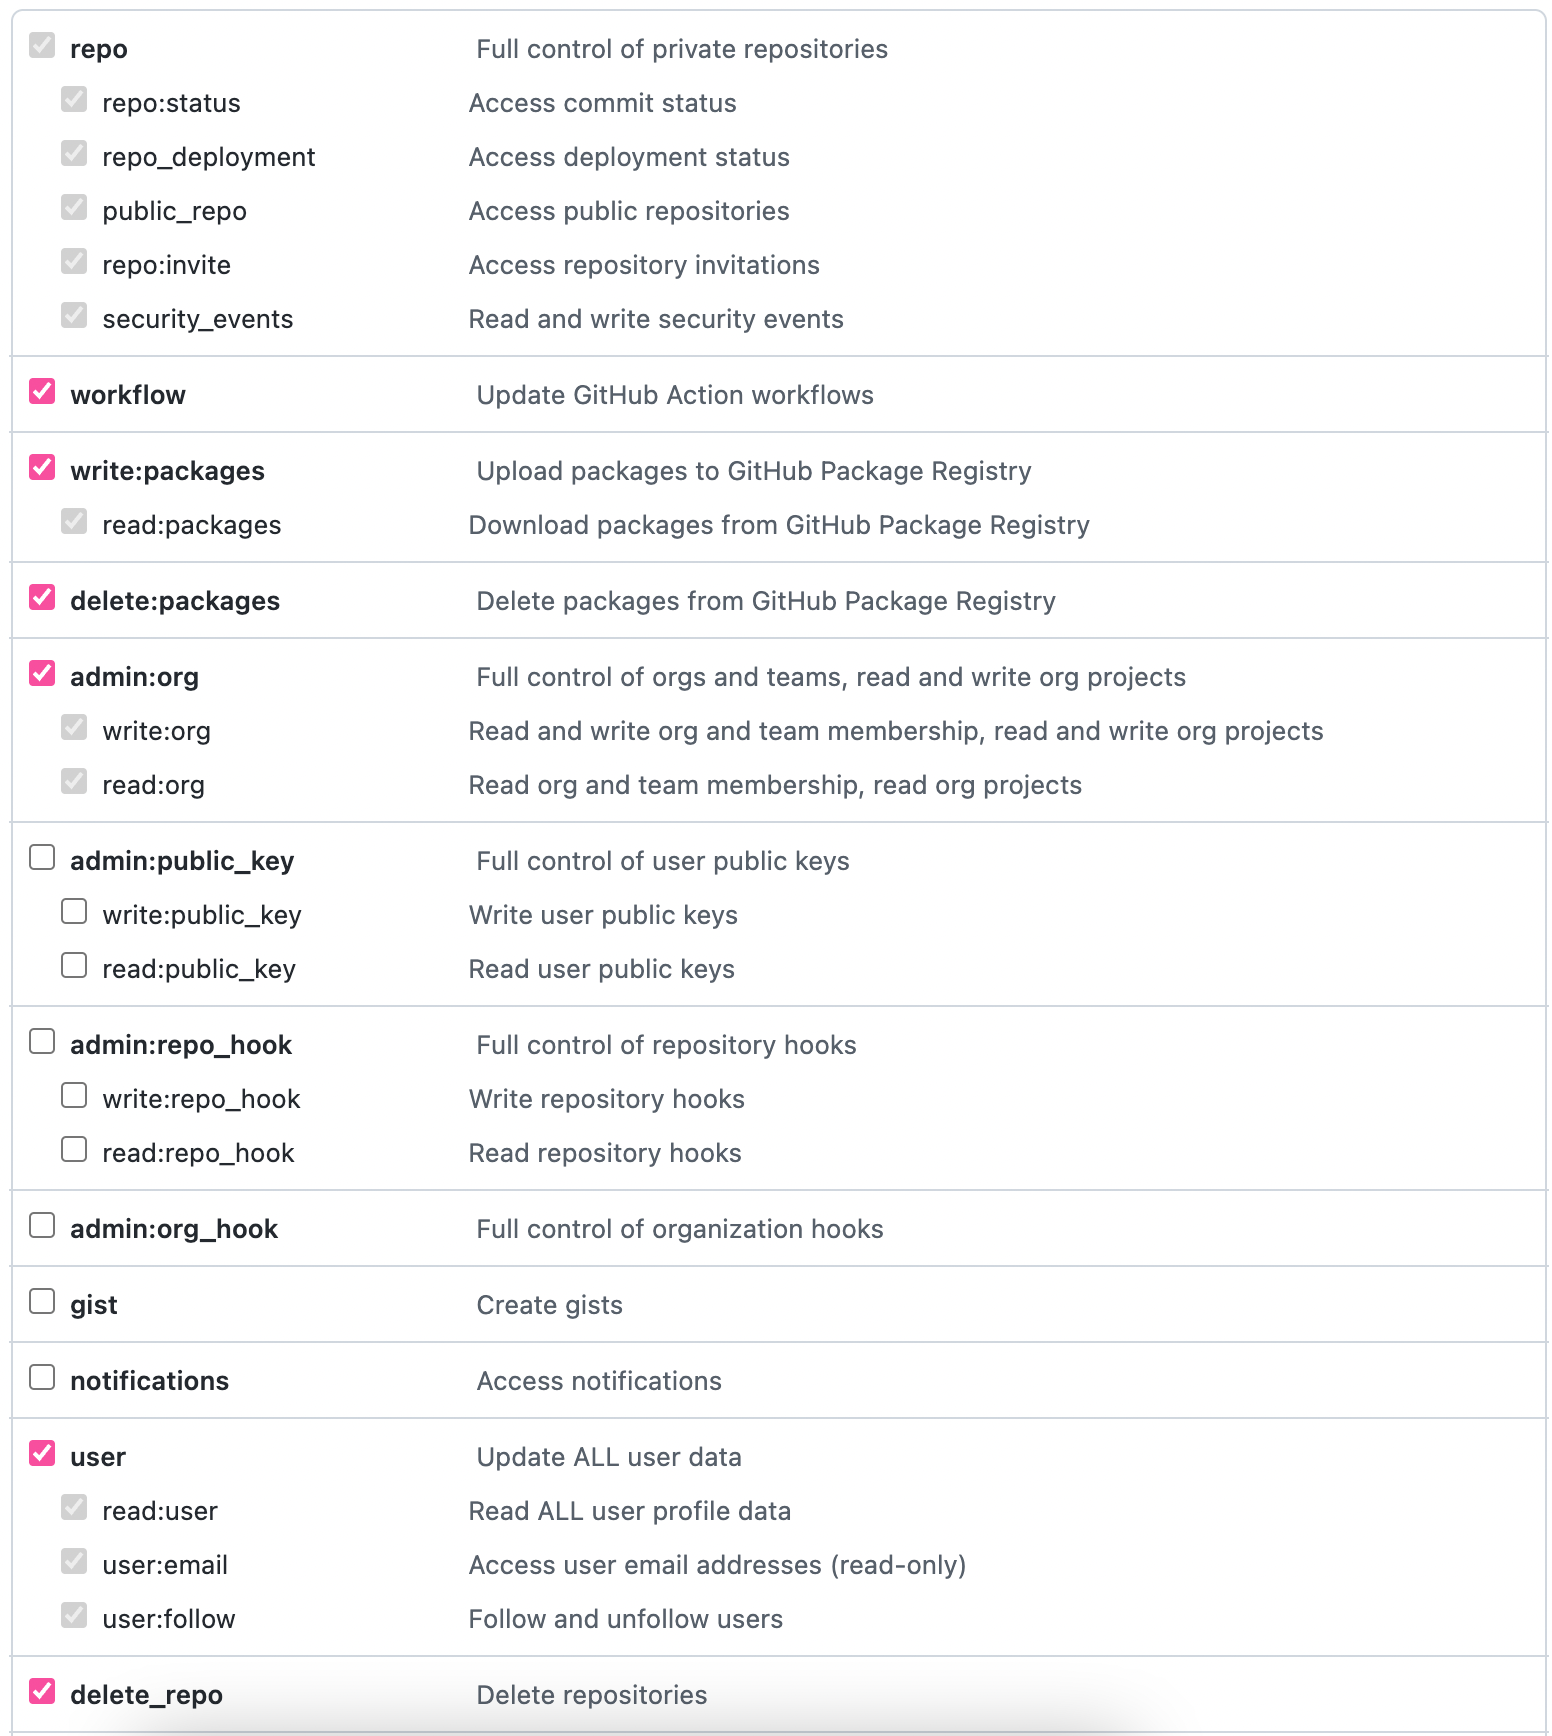 repo Full control of private repositories
repo:status Access commit status
repo_deployment Access deployment status
public_repo Access public repositories
repo:invite Access repository invitations
security_events Read and write security events
workflow Update GitHub Action workflows
write:packages Upload packages to GitHub Package Registry
read:packages Download packages from GitHub Package Registry
delete:packages Delete packages from GitHub Package Registry
admin:org Full control of orgs and teams, read and write org projects
write:org Read and write org and team membership, read and write org projects
read:org Read org and team membership, read org projects
admin:public_key Full control of user public keys
write:public_key Write user public keys
read:public_key Read user public keys
admin:repo_hook Full control of repository hooks
write:repo_hook Write repository hooks
read:repo_hook Read repository hooks
admin:org_hook Full control of organization hooks
gist Create gists
notifications Access notifications
user Update ALL user data
read:user Read ALL user profile data
user:email Access user email addresses (read-only)
user:follow Follow and unfollow users
delete_repo Delete repositories